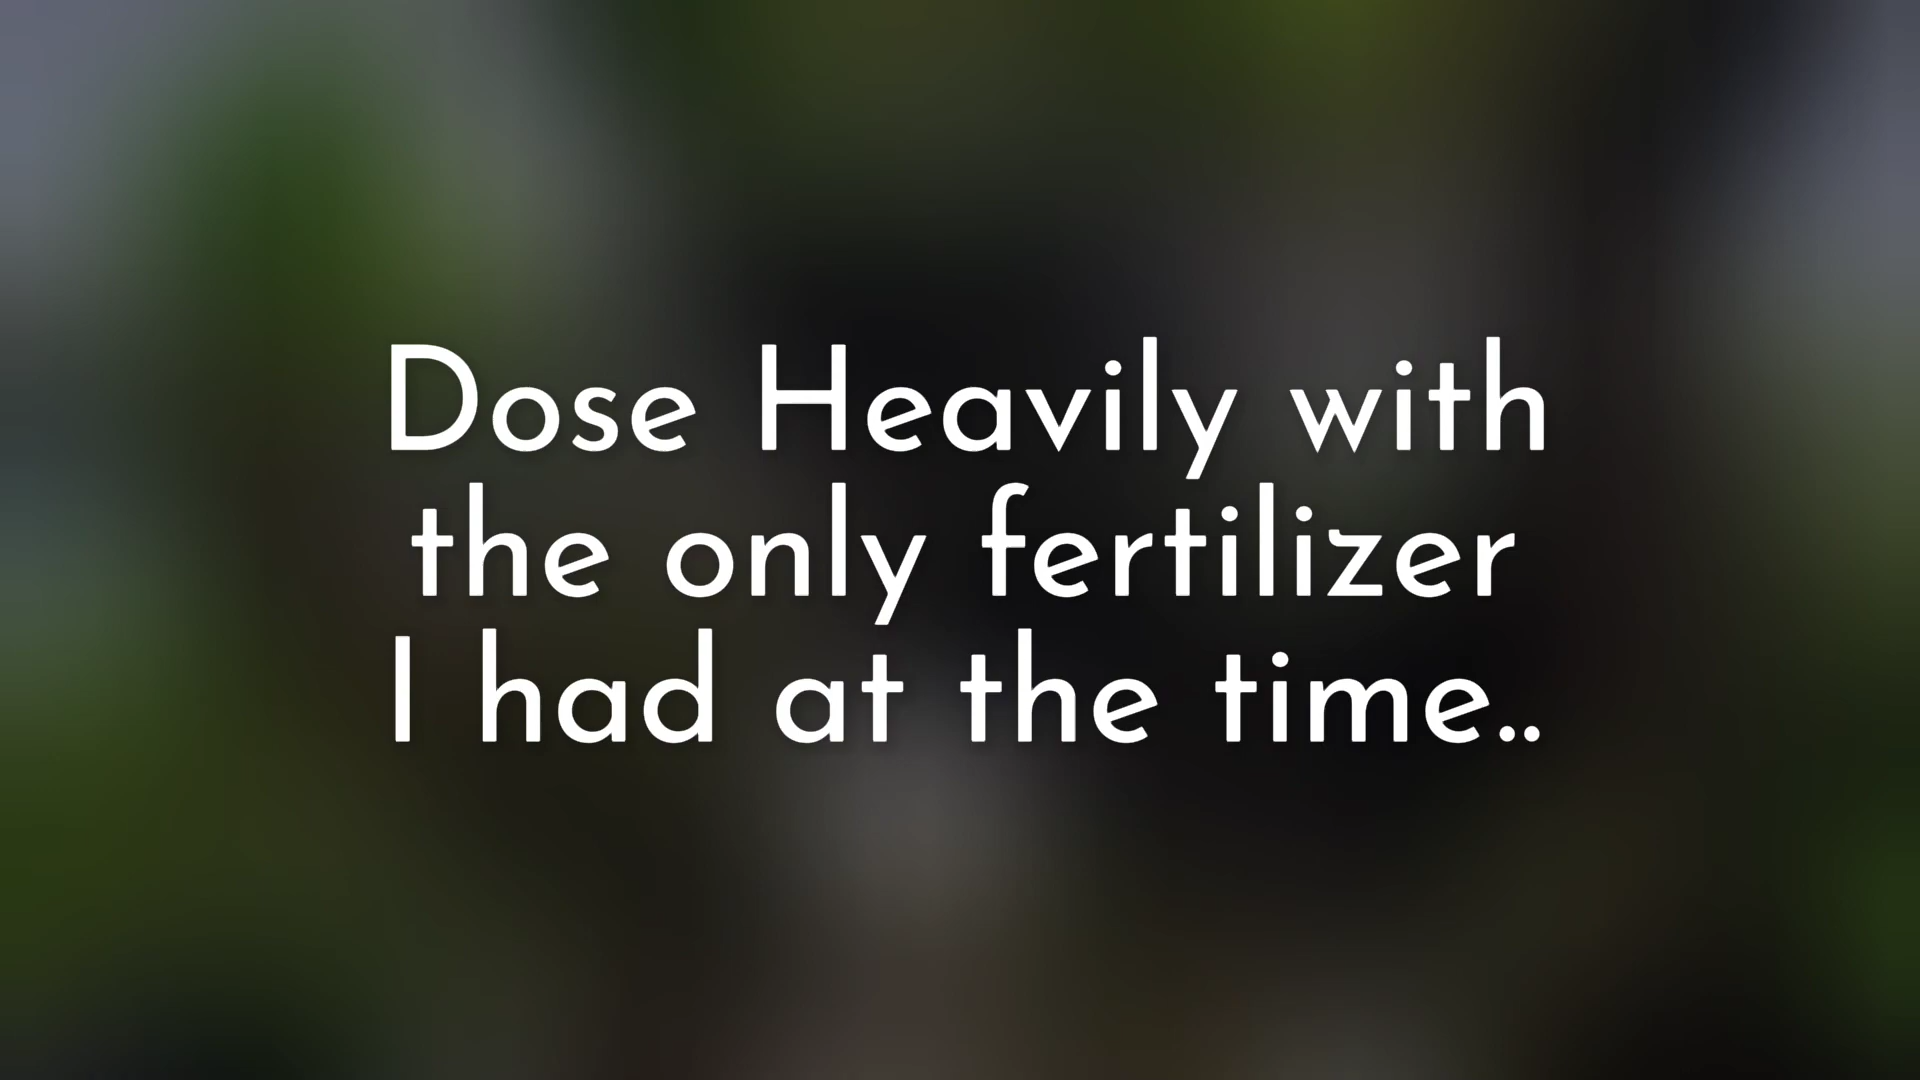 Dose Heavily with
the only fertilizer
I had at the time..